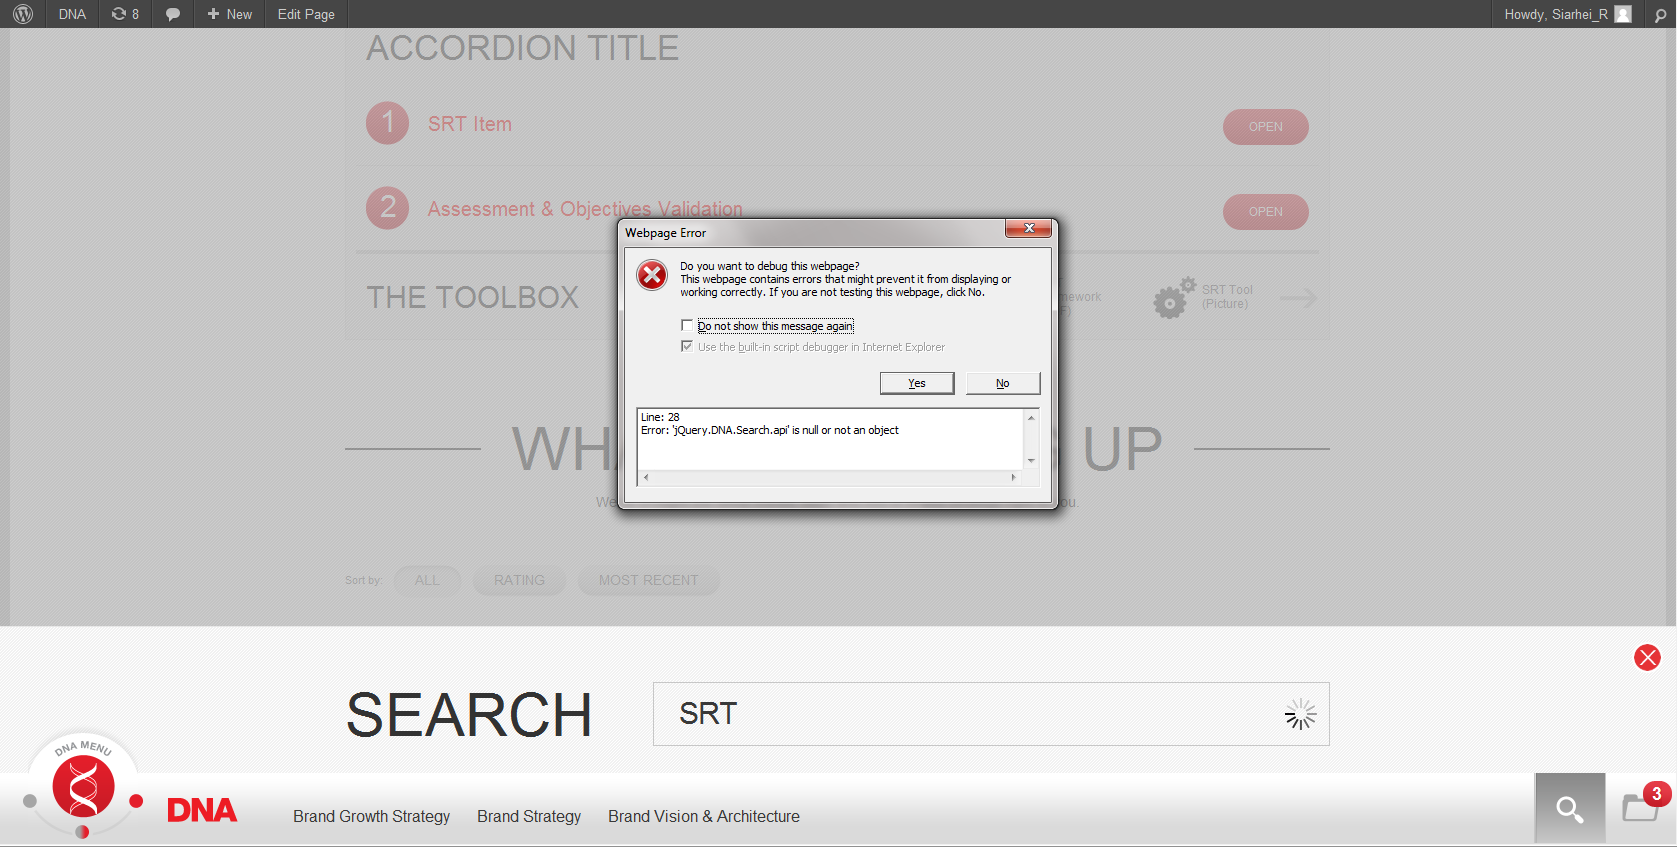 DNA
8
New
Edit Page
Howdy, Siarhei_R
ACCORDION TITLE
1
SRT Item
OPEN
2
Assessment & Objectives Validation
OPEN
THE TOOLBOX
SRT Tool
(Picture)
Webpage Error
Do you want to debug this webpage?
This webpage contains errors that might prevent it from displaying or
working correctly. If you are not testing this webpage, click No.
Do not show this message again
Use the built-in script debugger in Internet Explorer
Yes
No
Line: 28
Error: 'jQuery.DNA.Search.api' is null or not an object
UP
Sort by:
ALL
RATING
MOST RECENT
SEARCH
SRT
DNA MENU
DNA
Brand Growth Strategy
Brand Strategy
Brand Vision & Architecture
3